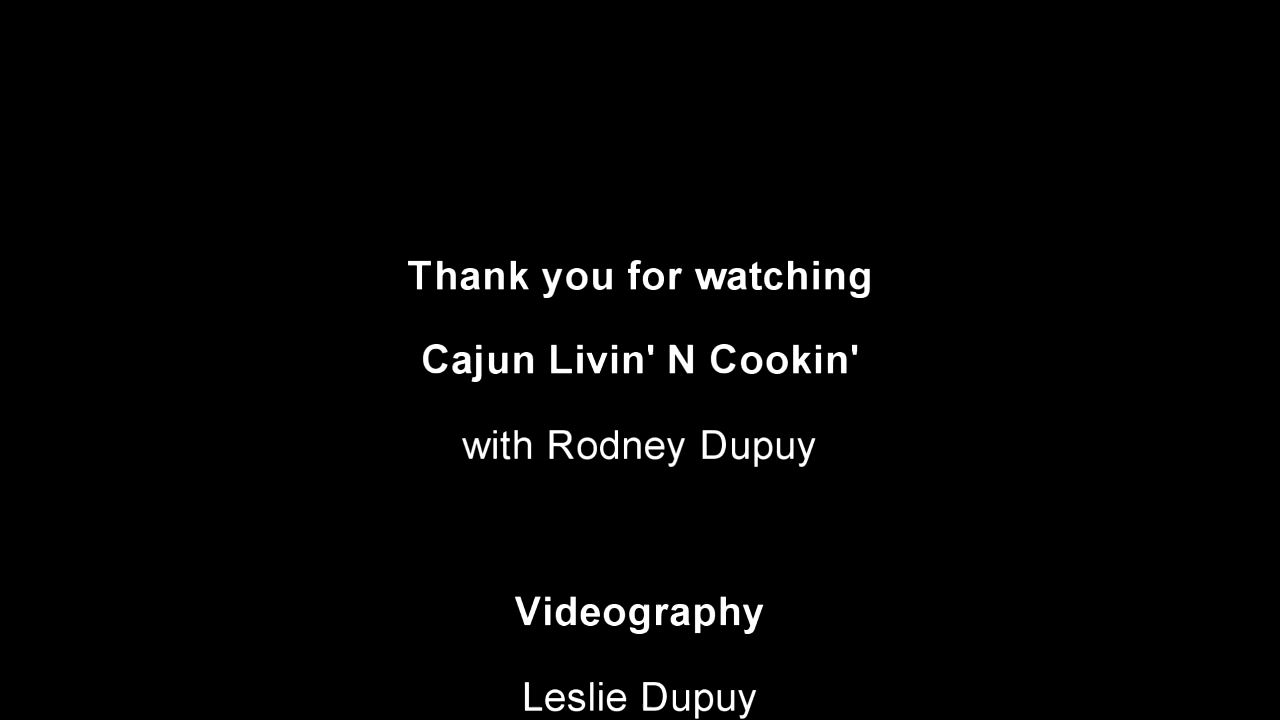 Thank you for watching
Cajun Livin' N Cookin'
with Rodney Dupuy
Videography
Leslie Dupuy